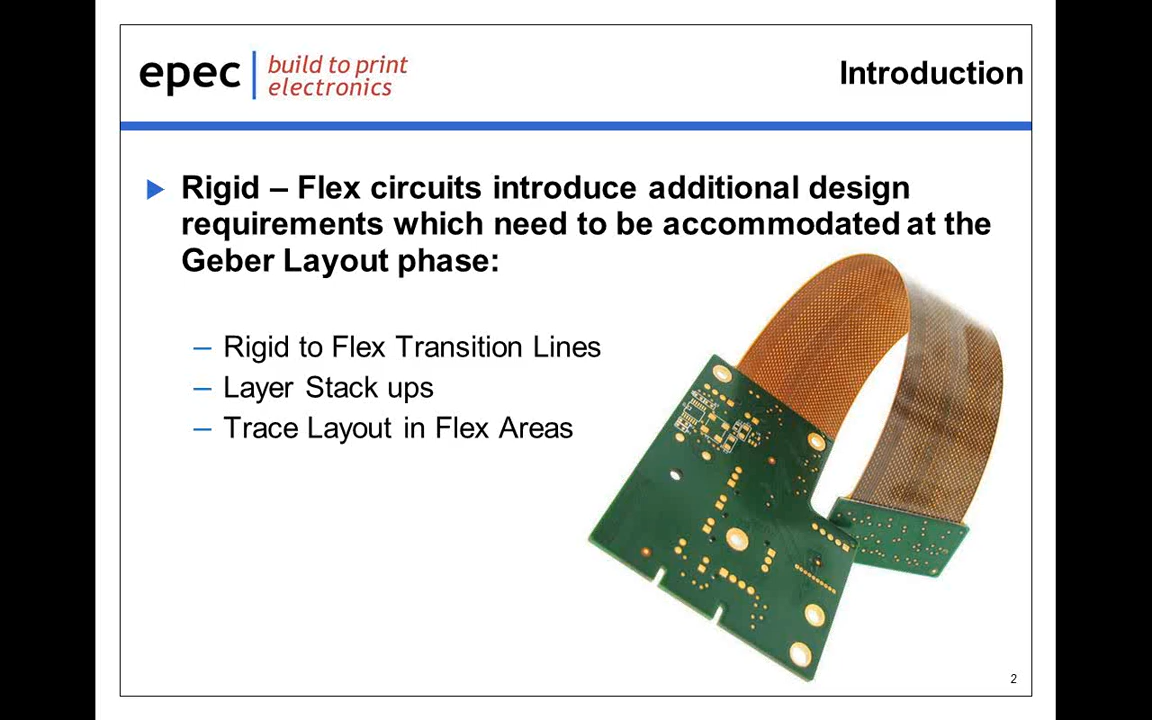 epec
build to print
electronics
Introduction
Rigid – Flex circuits introduce additional design
requirements which need to be accommodated at the
Geber Layout phase:
– Rigid to Flex Transition Lines
– Layer Stack ups
– Trace Layout in Flex Areas
2